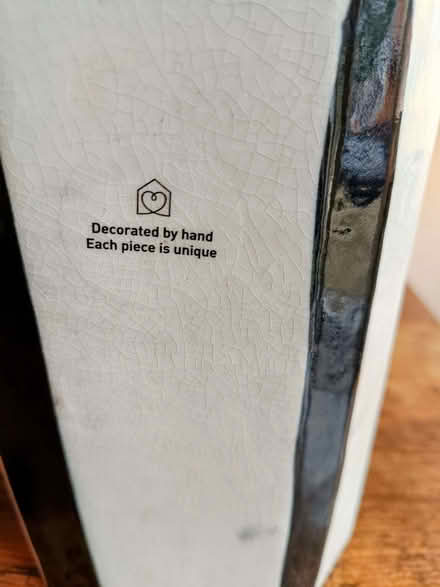 Decorated by hand
Each piece is unique